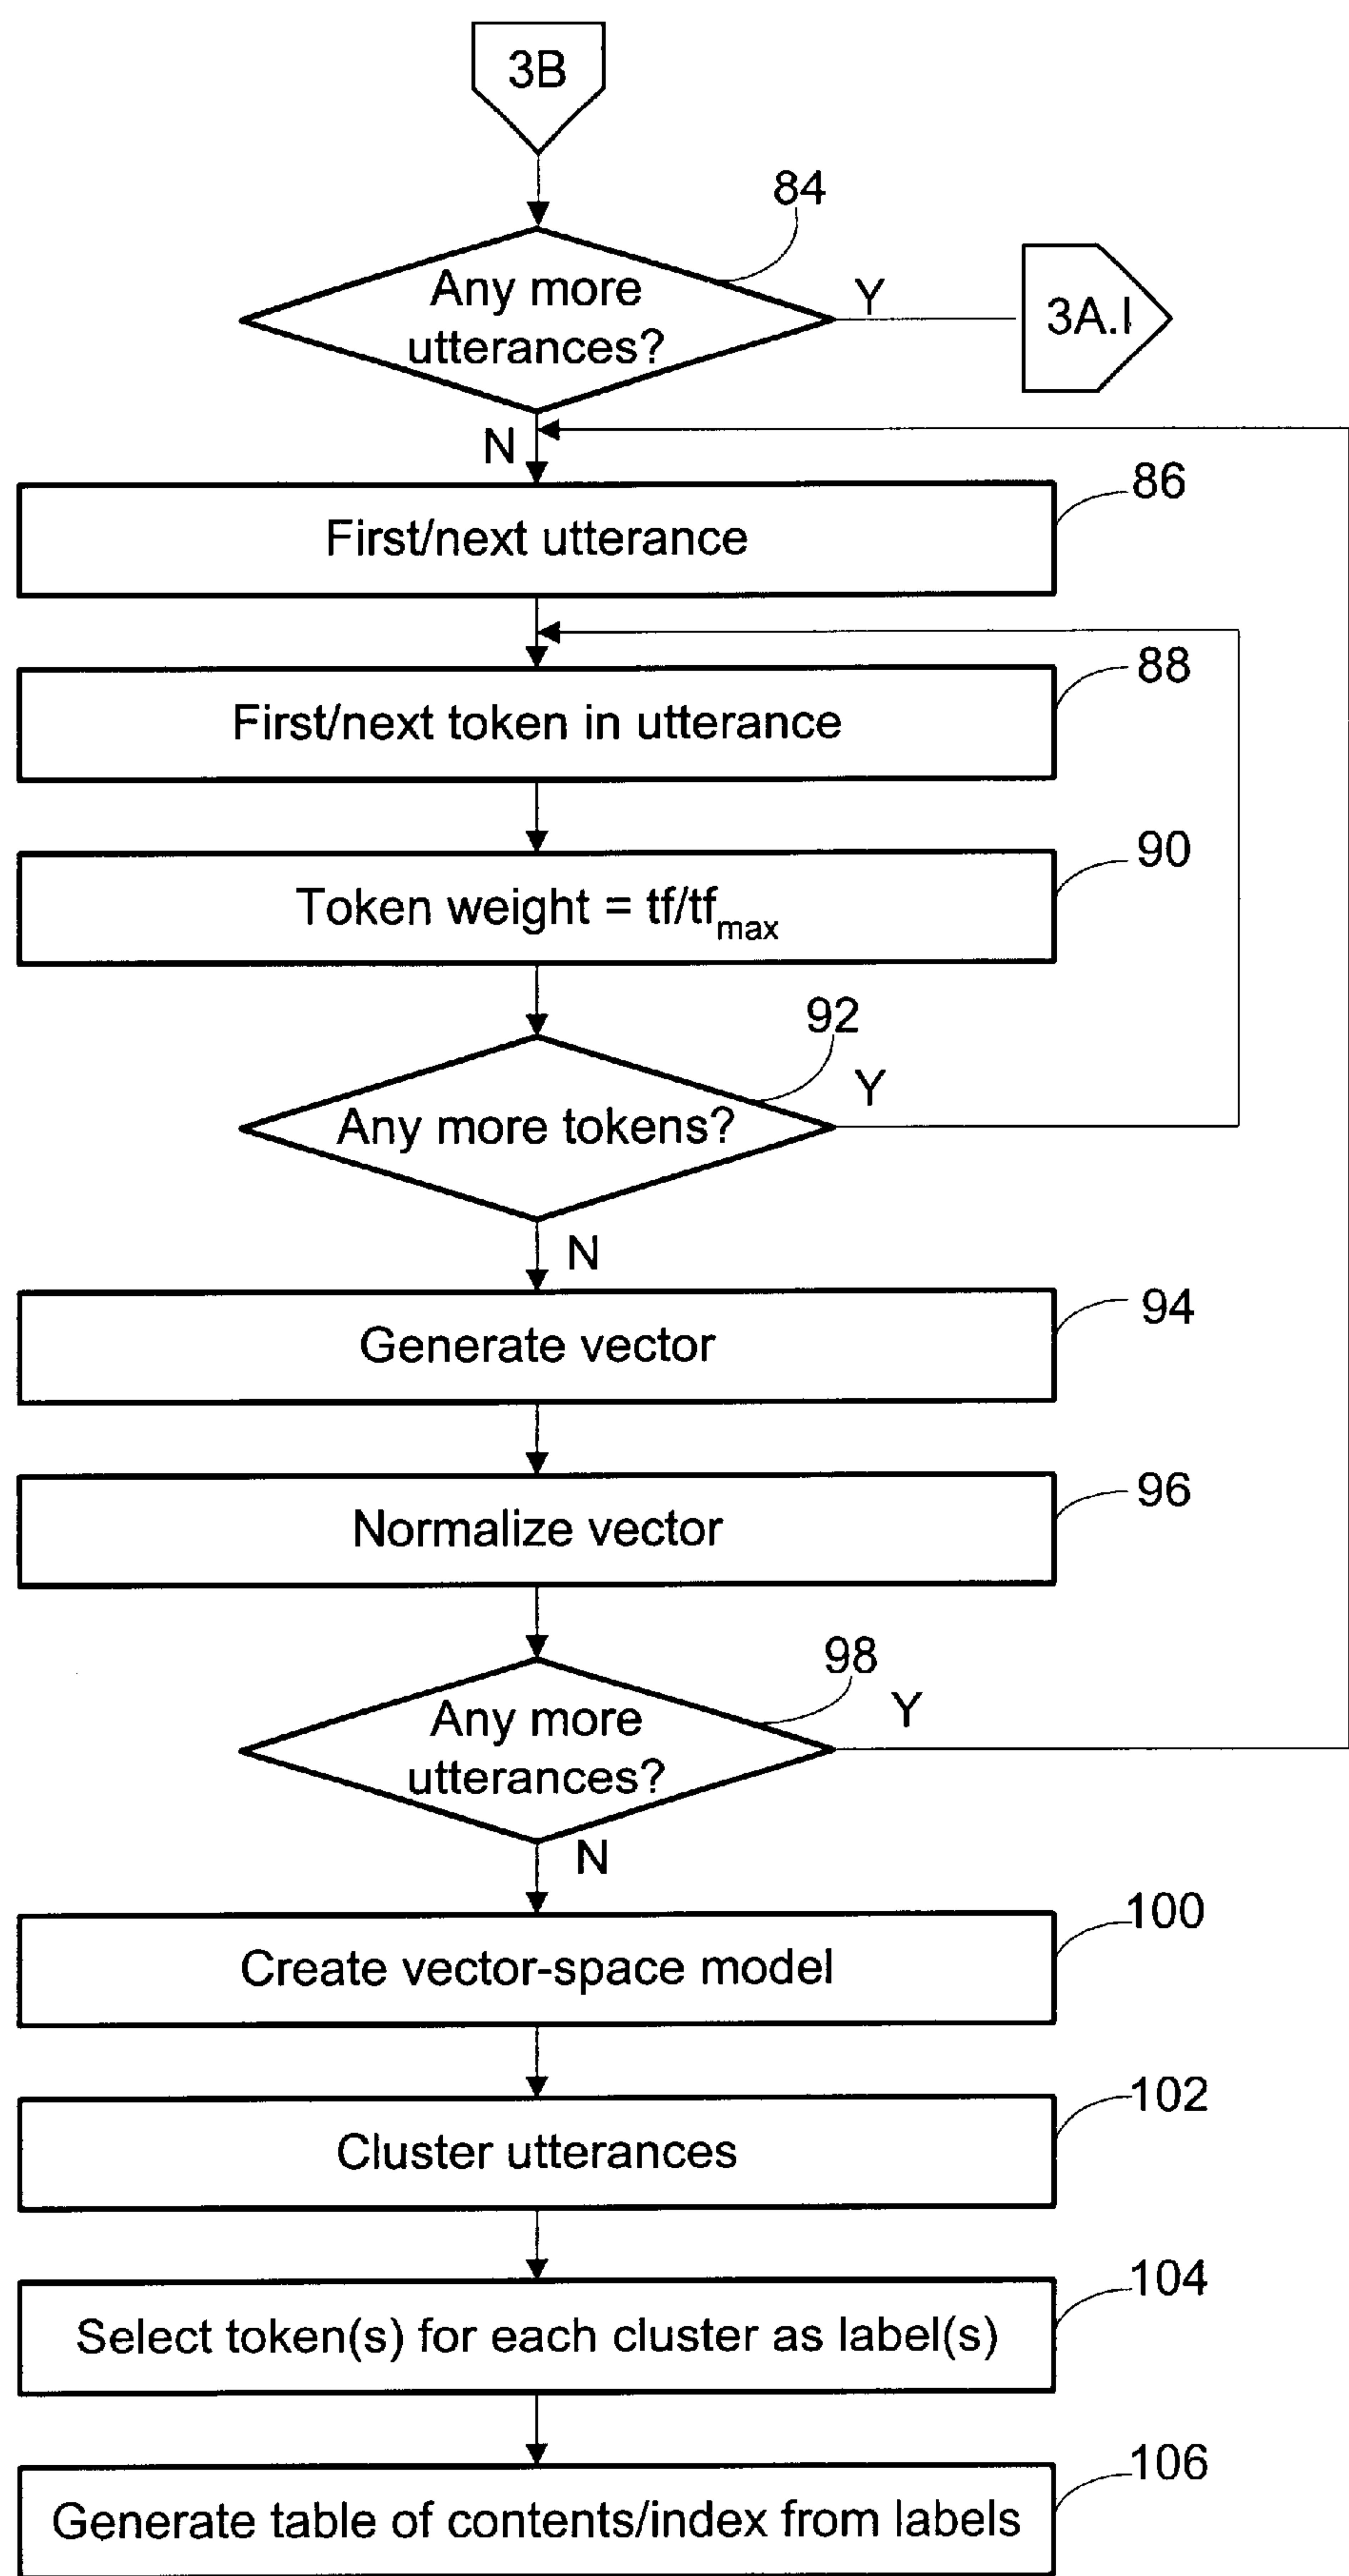 3B
84
Any more
utterances?
Y
3A.I
N
86
First/next utterance
88
First/next token in utterance
90
Token weight = tf/tfmax
92
Any more tokens?
Y
N
94
Generate vector
96
Normalize vector
98
Any more
utterances?
Y
N
100
Create vector-space model
102
Cluster utterances
104
Select token(s) for each cluster as label(s)
106
Generate table of contents/index from labels